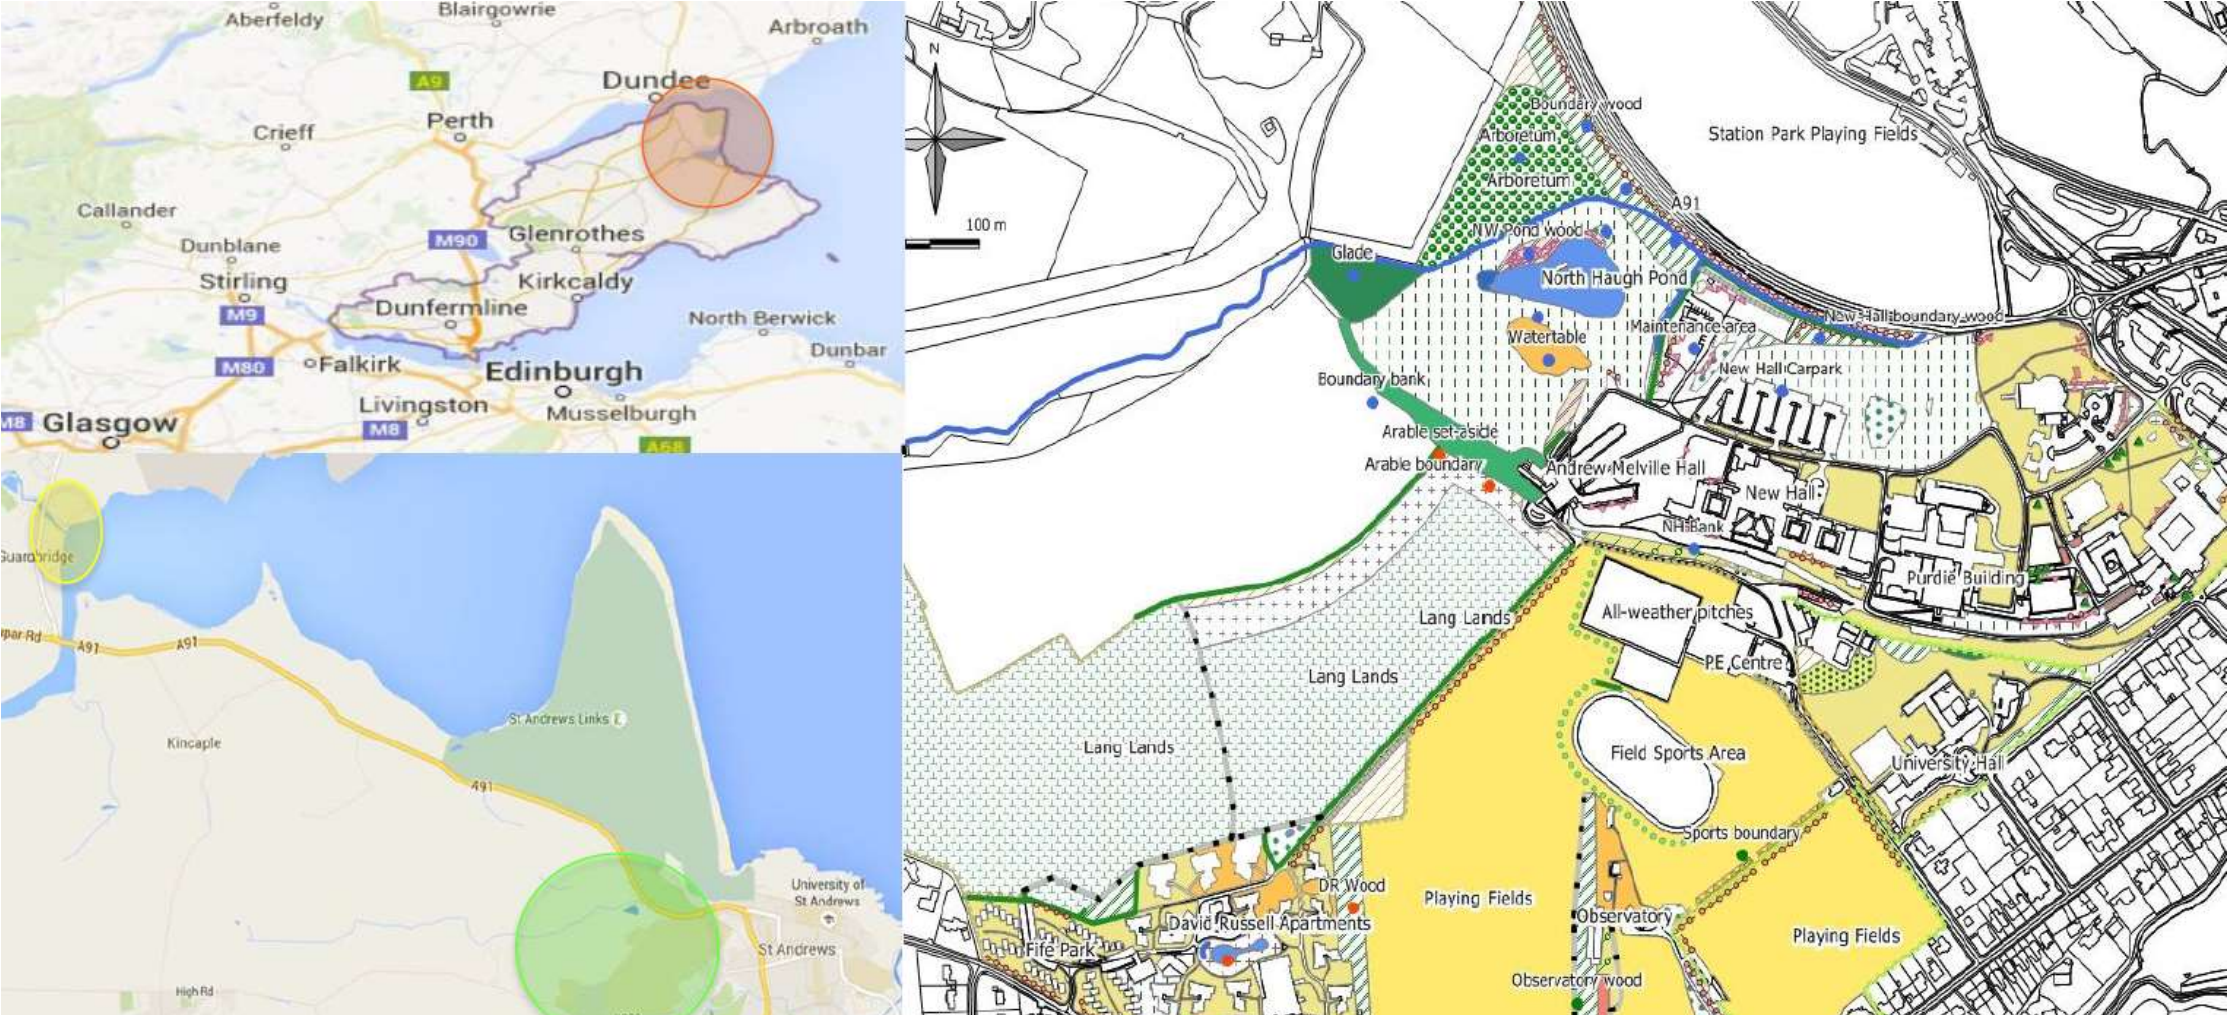 Aberfeldy
Blairgowrie
Arbroath
A9
Dundee
Perth
Crieff
Callander
Dunblane
M90
Glenrothes
Stirling
Kirkcaldy
M9
Dunfermline
North Berwick
M80
Falkirk
Edinburgh
Dunbar
Livingston
Musselburgh
M8
Glasgow
M8
A68
Guardbridge
A91
A91
St Andrews Links
Kincaple
A91
University of
St Andrews
St Andrews
High Rd
N
100 m
Boundary wood
Station Park Playing Fields
Arboretum
Arboretum
A91
NW Pond wood
Glade
North Haugh Pond
New Hall boundary wood
Maintenance area
Watertable
New Hall Carpark
Boundary bank
Arable set-aside
Arable boundary
Andrew Melville Hall
New Hall
NH Bank
Purdie Building
All-weather pitches
Lang Lands
P.E Centre
Lang Lands
Lang Lands
Field Sports Area
University Hall
Sports boundary
DR Wood
Playing Fields
David Russell Apartments
Observatory
Fife Park
Playing Fields
Observatory wood